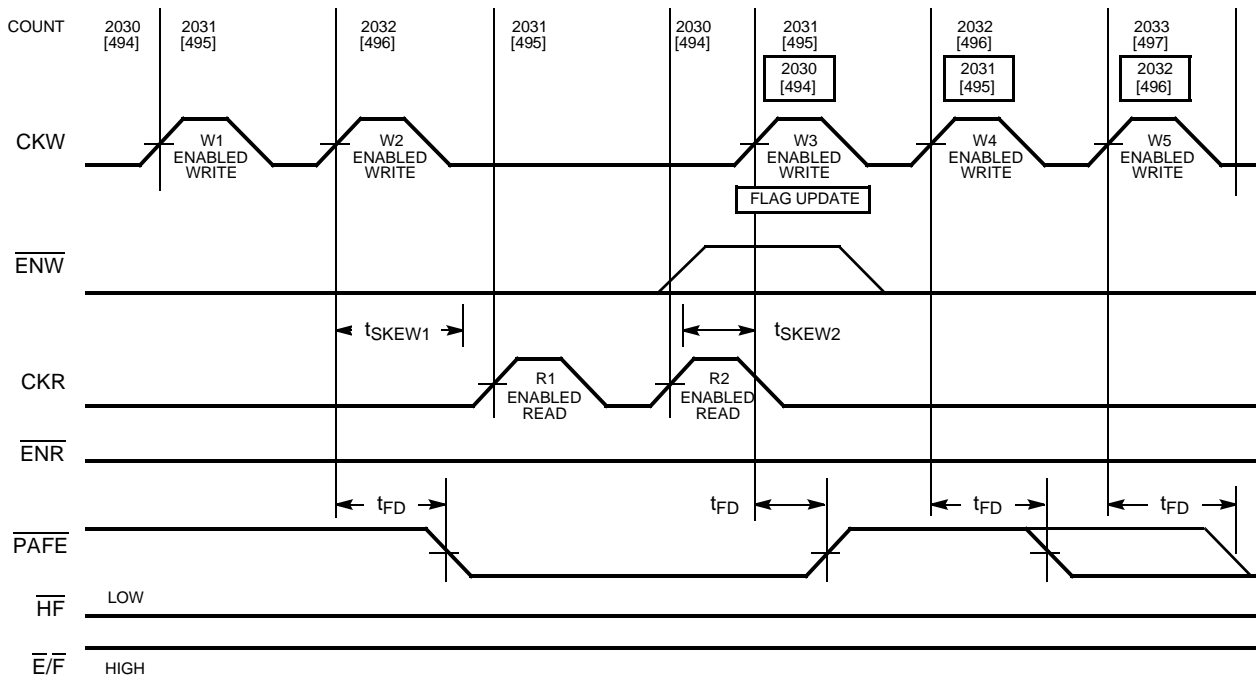 COUNT 2030 2031 2032 2031 2030 2031 2032 2033
[494] [495] [496] [495] [494] [495] [496] [497]
2030 2031 2032
[494] [495] [496]
CKW W1 W2 W3 W4 W5
ENABLED ENABLED ENABLED ENABLED ENABLED
WRITE WRITE WRITE WRITE WRITE
FLAG UPDATE
ENW
tSKEW1 tSKEW2
CKR R1 R2
ENABLED ENABLED
READ READ
ENR
tFD tFD tFD tFD
PAFE
HF LOW
E/F HIGH